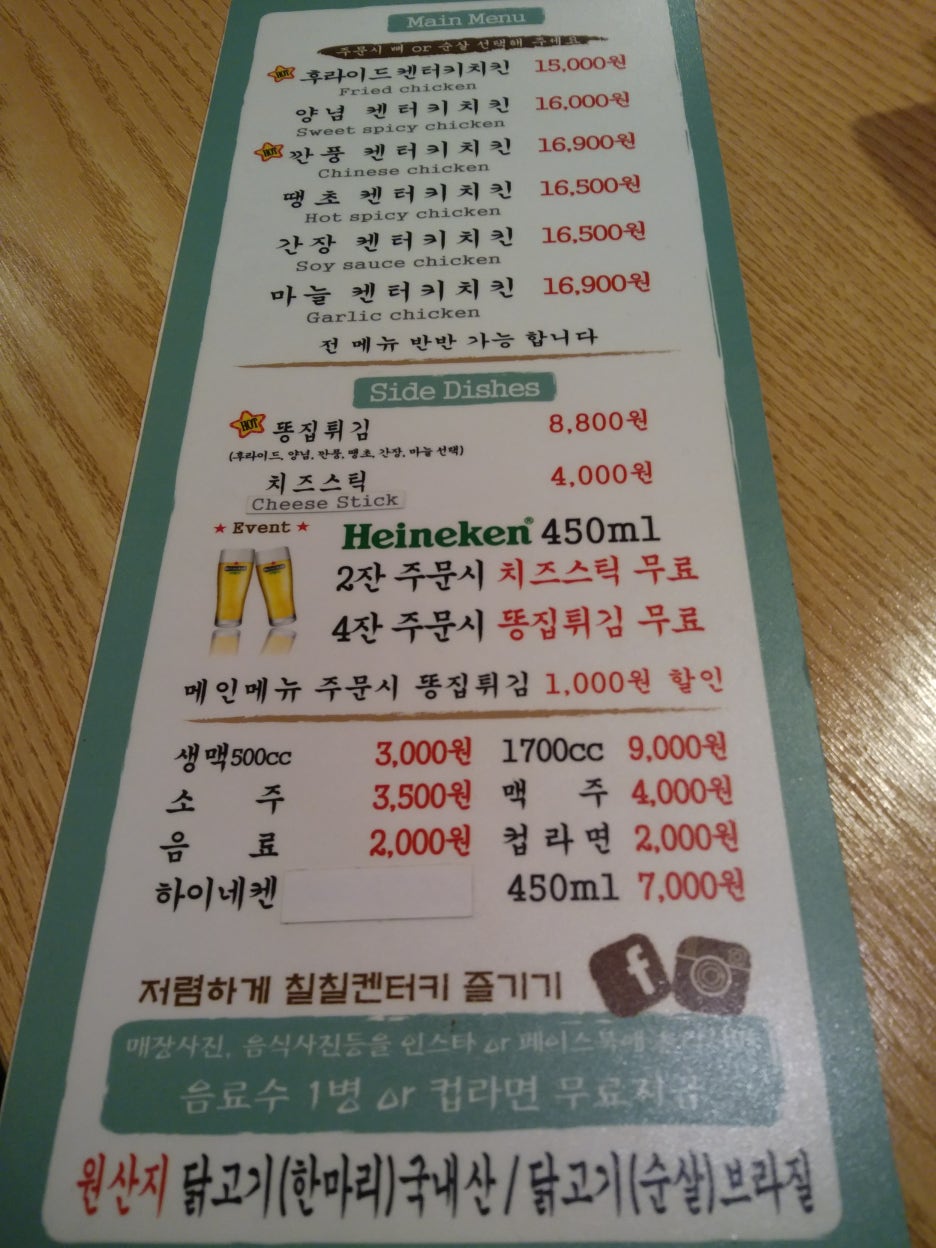 Main Menu
주문시 뼈 or 순살 선택해 주세요
HOT 후라이드켄터키치킨 15,000원
Fried chicken
양념 켄터키치킨 16,000원
Sweet spicy chicken
HOT 깐풍 켄터키치킨 16,900원
Chinese chicken
땡초 켄터키치킨 16,500원
Hot spicy chicken
간장 켄터키치킨 16,500원
Soy sauce chicken
마늘 켄터키치킨 16,900원
Garlic chicken
전 메뉴 반반 가능 합니다
Side Dishes
HOT 똥집튀김 8,800원
(후라이드, 양념, 깐풍, 땡초, 간장, 마늘 선택)
치즈스틱 4,000원
Cheese Stick
★ Event ★ Heineken® 450ml
2잔 주문시 치즈스틱 무료
4잔 주문시 똥집튀김 무료
메인메뉴 주문시 똥집튀김 1,000원 할인
생맥500cc 3,000원 1700cc 9,000원
소주 3,500원 맥주 4,000원
음료 2,000원 컵라면 2,000원
하이네켄 450ml 7,000원
저렴하게 칠칠켄터키 즐기기
매장사진, 음식사진등을 인스타 or 페이스북에
음료수 1병 or 컵라면 무료지급
원산지 닭고기(한마리)국내산/닭고기(순살)브라질